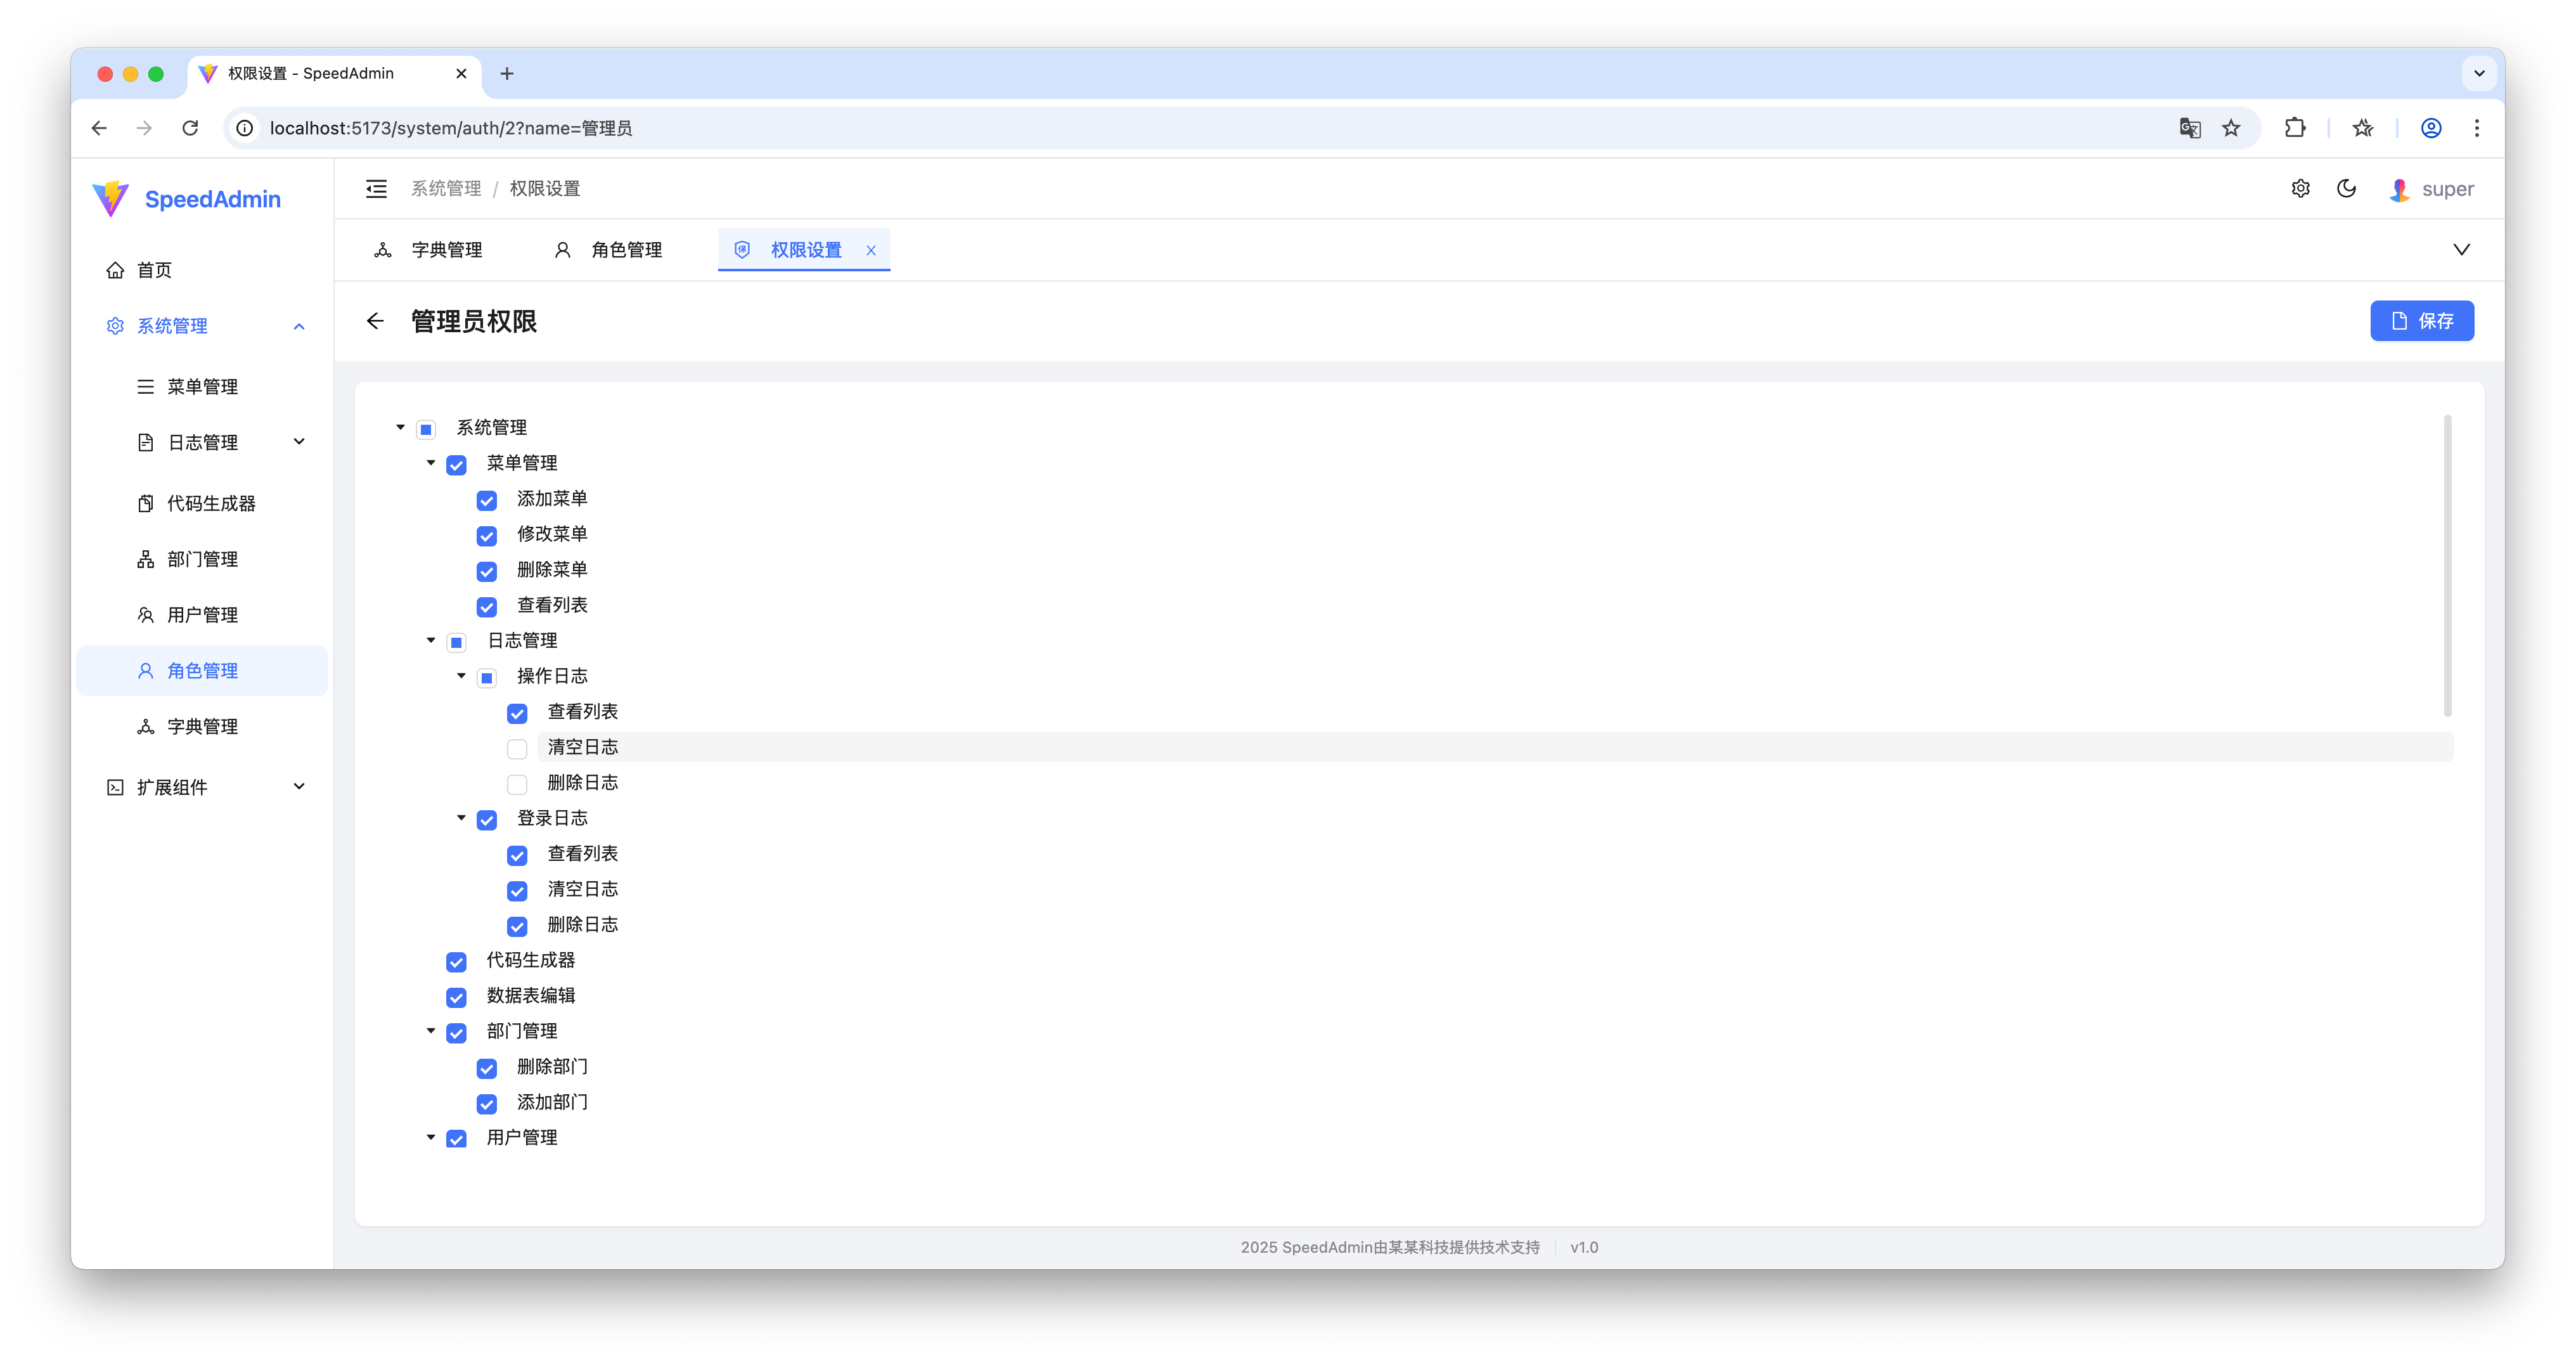 权限设置 - SpeedAdmin
localhost:5173/system/auth/2?name=管理员
SpeedAdmin
首页
系统管理
菜单管理
日志管理
代码生成器
部门管理
用户管理
角色管理
字典管理
扩展组件
系统管理 / 权限设置
super
字典管理 角色管理 权限设置
管理员权限
保存
系统管理
菜单管理
添加菜单
修改菜单
删除菜单
查看列表
日志管理
操作日志
查看列表
清空日志
删除日志
登录日志
查看列表
清空日志
删除日志
代码生成器
数据表编辑
部门管理
删除部门
添加部门
用户管理
2025 SpeedAdmin由某某科技提供技术支持 v1.0